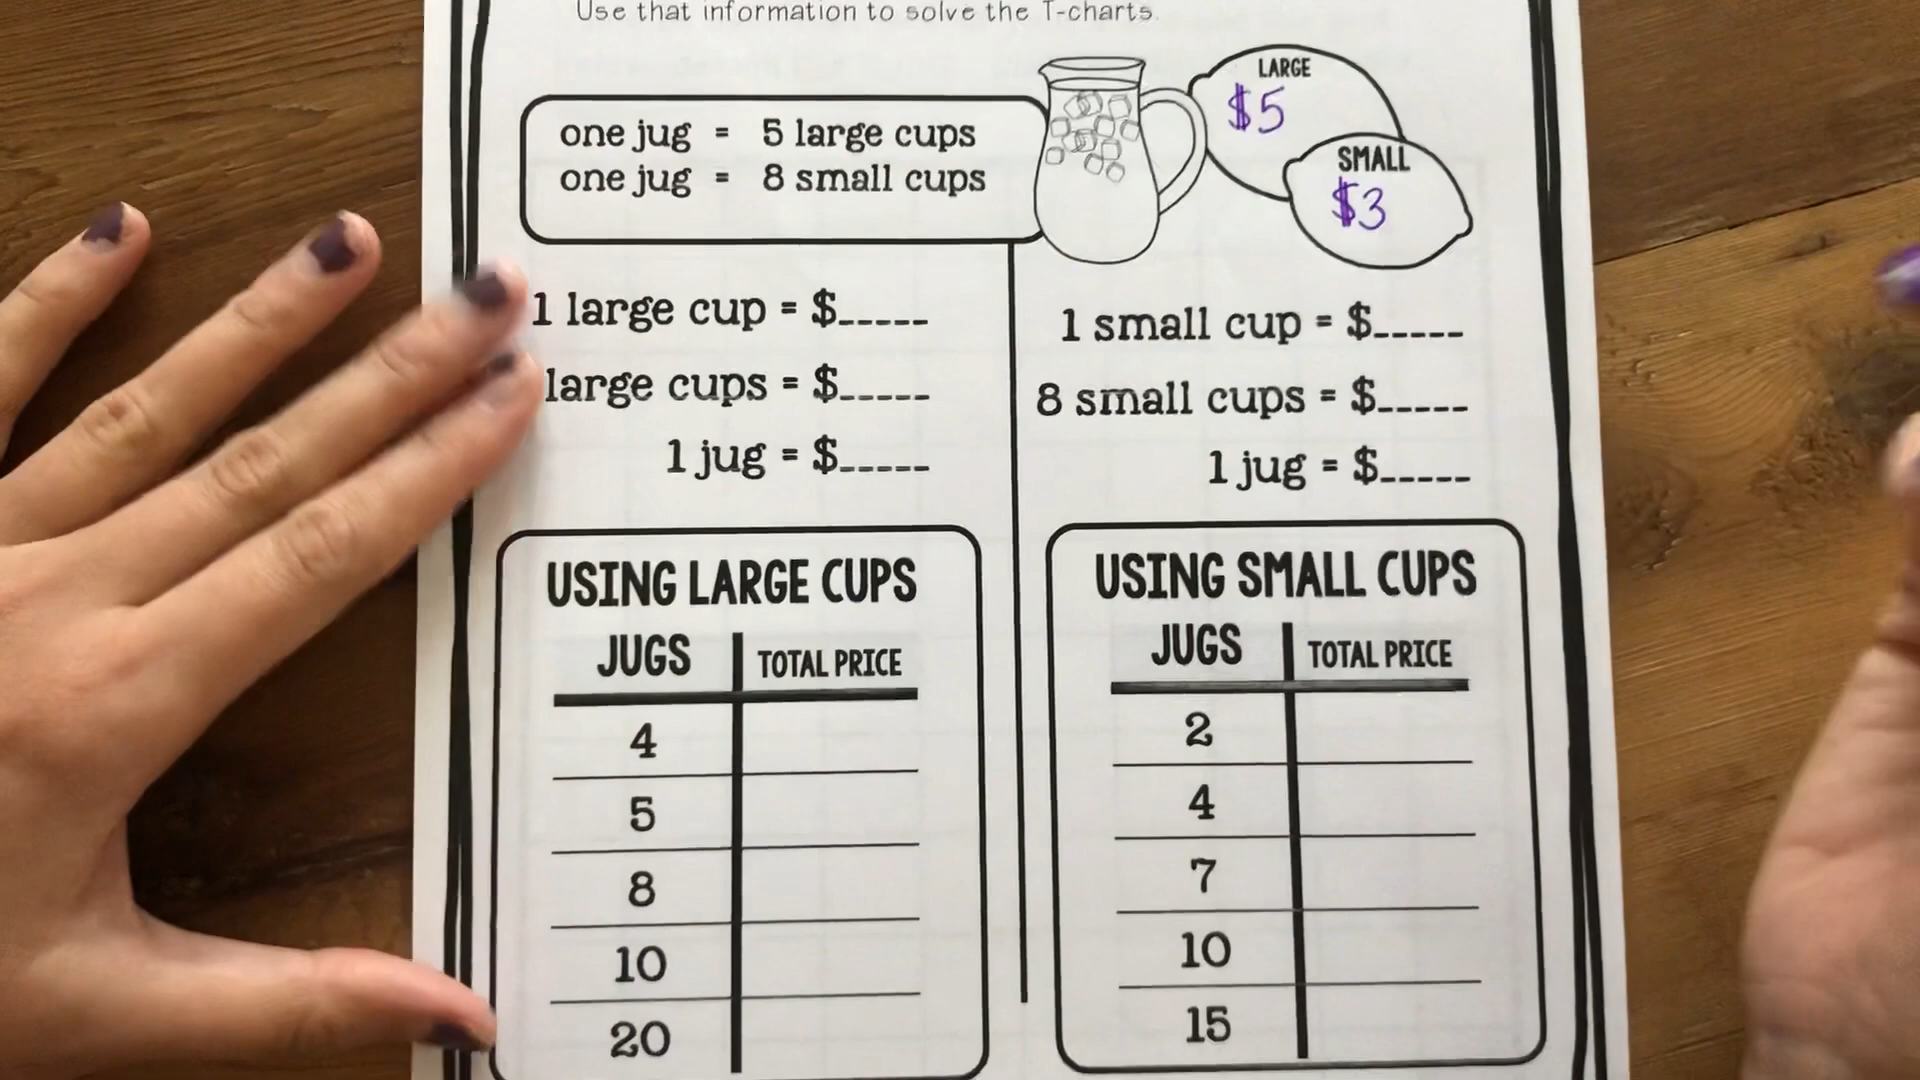 Use that information to solve the T-charts.
one jug = 5 large cups
one jug = 8 small cups
LARGE
$5
SMALL
$3
1 large cup = $_____
large cups = $_____
1 jug = $_____
1 small cup = $_____
8 small cups = $_____
1 jug = $_____
USING LARGE CUPS
JUGS TOTAL PRICE
4
5
8
10
20
USING SMALL CUPS
JUGS TOTAL PRICE
2
4
7
10
15